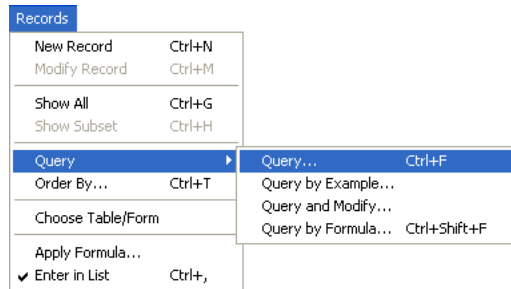 Records
New Record Ctrl+N
Modify Record Ctrl+M
Show All Ctrl+G
Show Subset Ctrl+H
Query Query... Ctrl+F
Order By... Ctrl+T Query by Example...
Query and Modify...
Choose Table/Form Query by Formula... Ctrl+Shift+F
Apply Formula...
Enter in List Ctrl+,